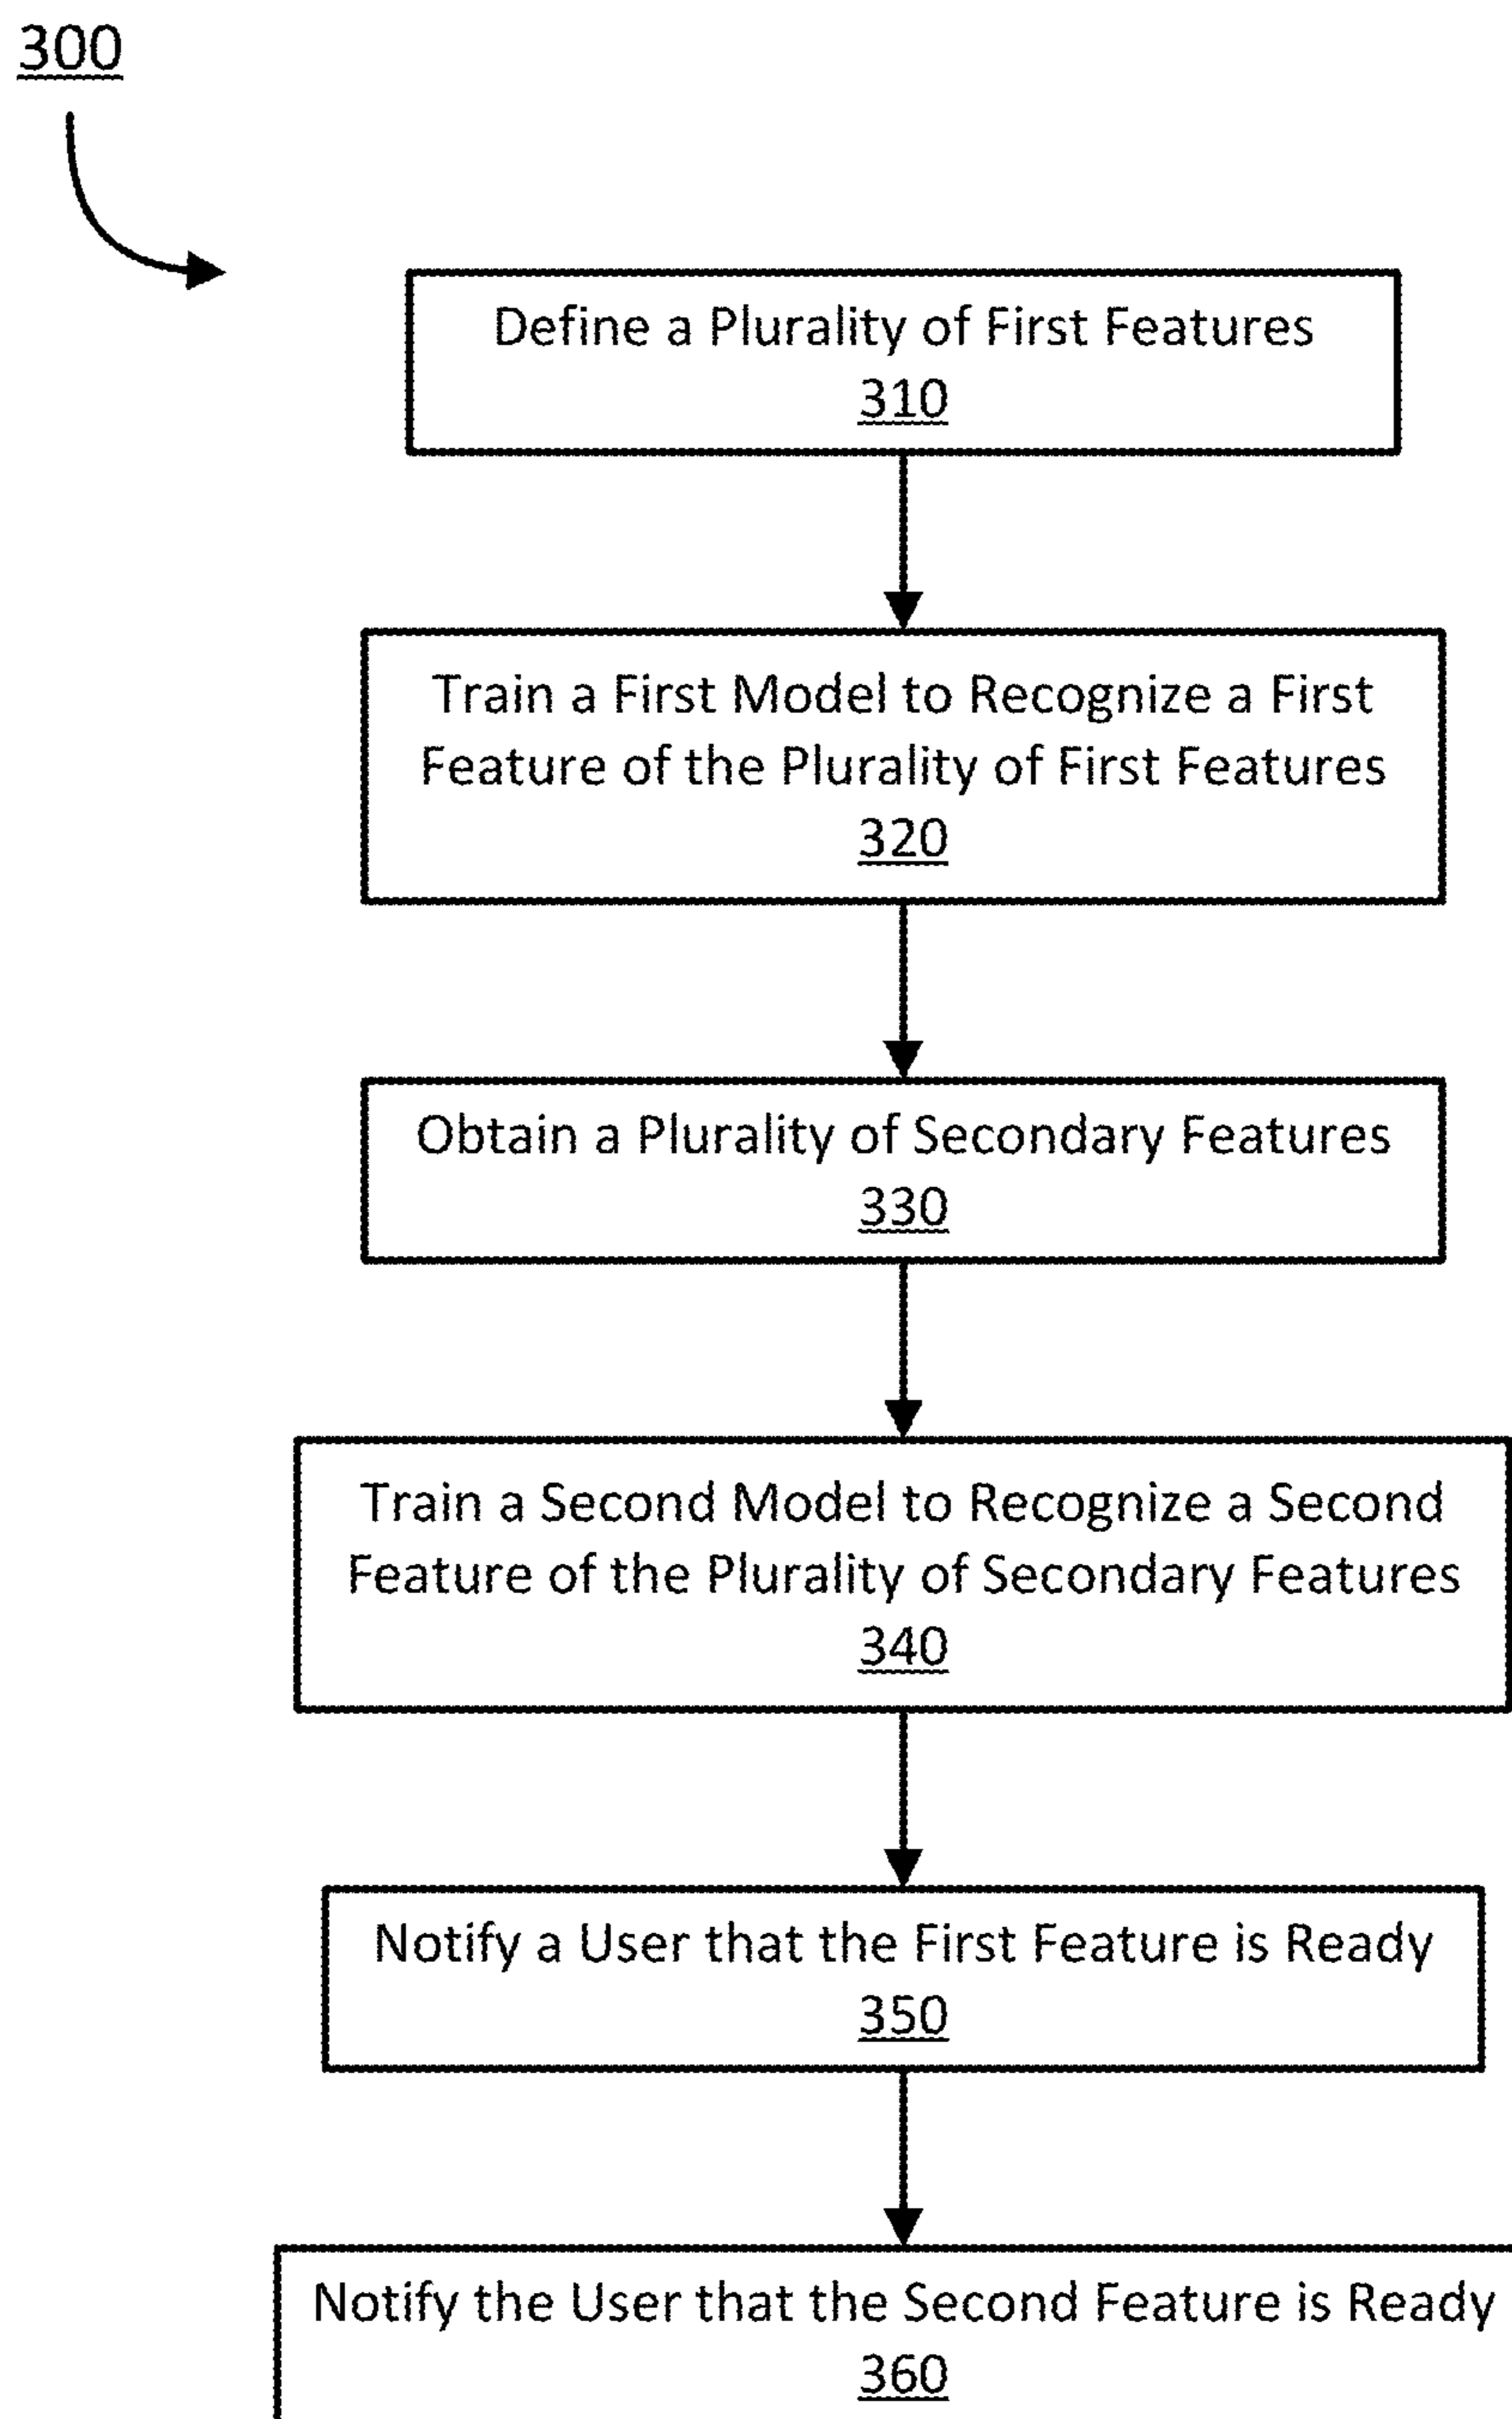 300
Define a Plurality of First Features
310
Train a First Model to Recognize a First
Feature of the Plurality of First Features
320
Obtain a Plurality of Secondary Features
330
Train a Second Model to Recognize a Second
Feature of the Plurality of Secondary Features
340
Notify a User that the First Feature is Ready
350
Notify the User that the Second Feature is Ready
360